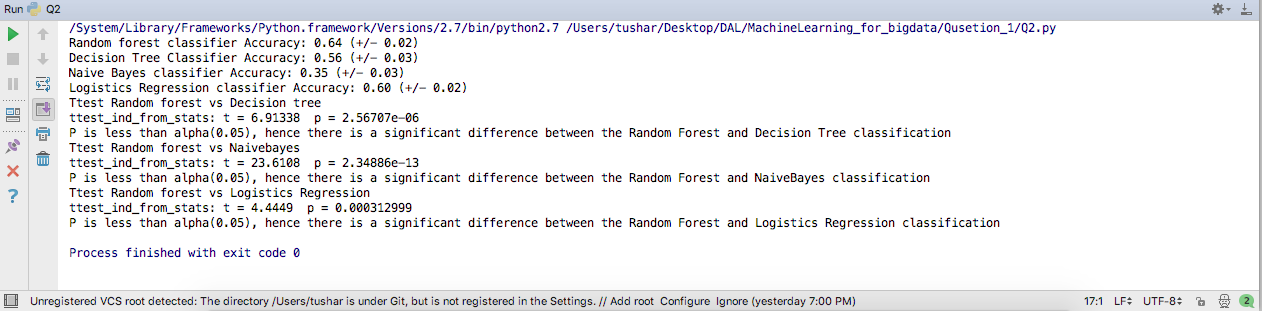 Run Q2
/System/Library/Frameworks/Python.framework/Versions/2.7/bin/python2.7 /Users/tushar/Desktop/DAL/MachineLearning_for_bigdata/Qusetion_1/Q2.py
Random forest classifier Accuracy: 0.64 (+/- 0.02)
Decision Tree Classifier Accuracy: 0.56 (+/- 0.03)
Naive Bayes classifier Accuracy: 0.35 (+/- 0.03)
Logistics Regression classifier Accuracy: 0.60 (+/- 0.02)
Ttest Random forest vs Decision tree
ttest_ind_from_stats: t = 6.91338  p = 2.56707e-06
P is less than alpha(0.05), hence there is a significant difference between the Random Forest and Decision Tree classification
Ttest Random forest vs Naivebayes
ttest_ind_from_stats: t = 23.6108  p = 2.34886e-13
P is less than alpha(0.05), hence there is a significant difference between the Random Forest and NaiveBayes classification
Ttest Random forest vs Logistics Regression
ttest_ind_from_stats: t = 4.4449  p = 0.000312999
P is less than alpha(0.05), hence there is a significant difference between the Random Forest and Logistics Regression classification
Process finished with exit code 0
Unregistered VCS root detected: The directory /Users/tushar is under Git, but is not registered in the Settings. // Add root  Configure  Ignore (yesterday 7:00 PM) 17:1 LF UTF-8 2